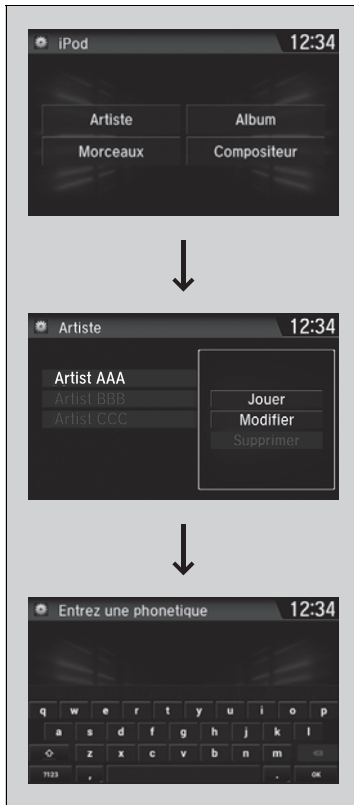 iPod 12:34
Artiste Album
Morceaux Compositeur
Artiste 12:34
Artist AAA
Artist BBB
Artist CCC
Jouer
Modifier
Supprimer
Entrez une phonetique 12:34
q w e r t y u i o p
a s d f g h j k l
z x c v b n m
?123 , . OK